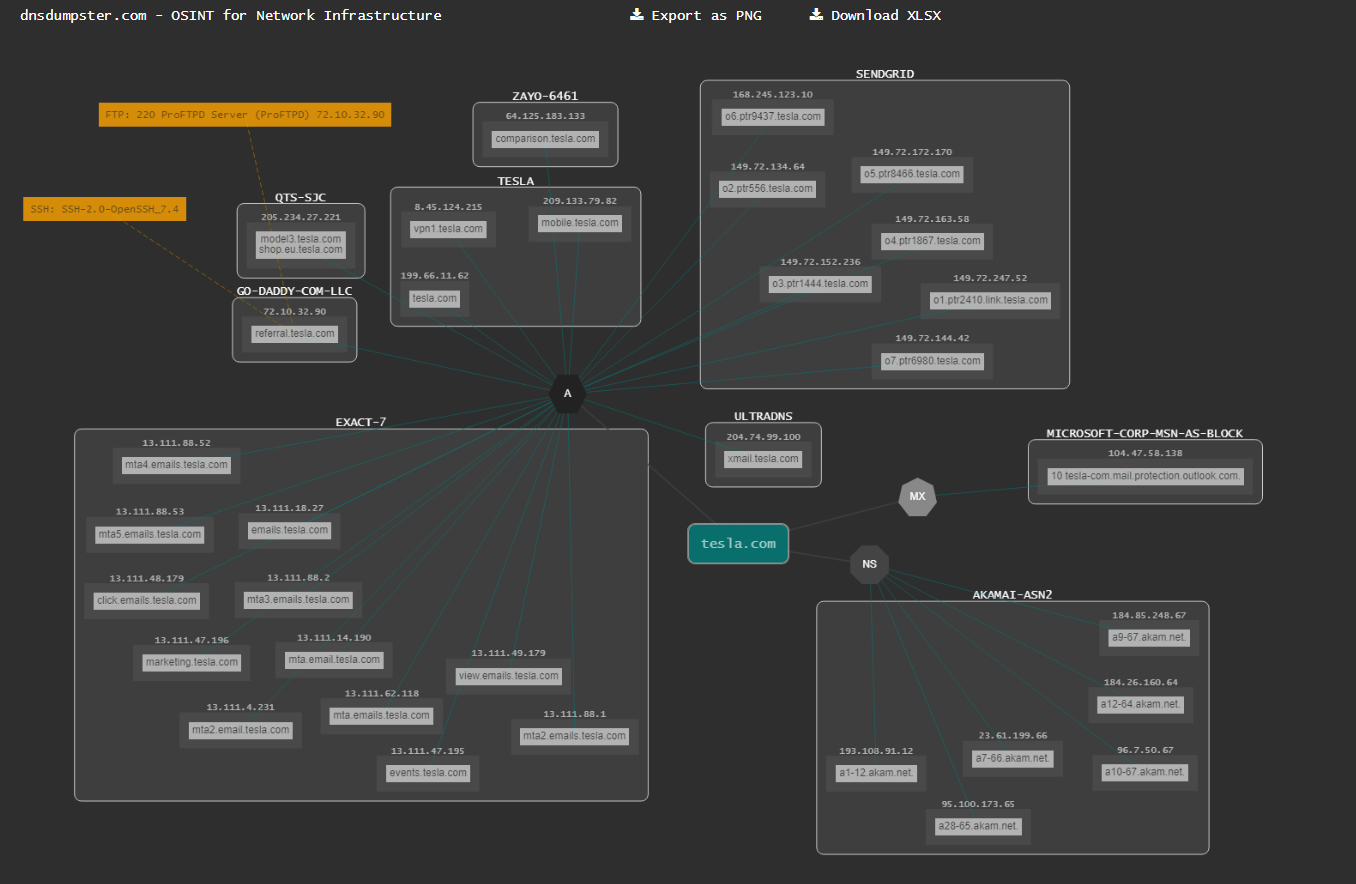 dnsdumpster.com - OSINT for Network Infrastructure
Export as PNG
Download XLSX
FTP: 220 ProFTPD Server (ProFTPD) 72.10.32.90
SSH: SSH-2.0-OpenSSH_7.4
QTS-SJC
205.234.27.221
model3.tesla.com
shop.eu.tesla.com
GO-DADDY-COM-LLC
72.10.32.90
referral.tesla.com
ZAYO-6461
64.125.183.133
comparison.tesla.com
TESLA
8.45.124.215
vpn1.tesla.com
209.133.79.82
mobile.tesla.com
199.66.11.62
tesla.com
SENDGRID
168.245.123.10
o6.ptr9437.tesla.com
149.72.172.170
o5.ptr8466.tesla.com
149.72.134.64
o2.ptr556.tesla.com
149.72.163.58
o4.ptr1867.tesla.com
149.72.152.236
o3.ptr1444.tesla.com
149.72.247.52
o1.ptr2410.link.tesla.com
149.72.144.42
o7.ptr6980.tesla.com
A
EXACT-7
13.111.88.52
mta4.emails.tesla.com
13.111.88.53
mta5.emails.tesla.com
13.111.18.27
emails.tesla.com
13.111.48.179
click.emails.tesla.com
13.111.88.2
mta3.emails.tesla.com
13.111.47.196
marketing.tesla.com
13.111.14.190
mta.email.tesla.com
13.111.49.179
view.emails.tesla.com
13.111.4.231
mta2.email.tesla.com
13.111.62.118
mta.emails.tesla.com
13.111.88.1
mta2.emails.tesla.com
13.111.47.195
events.tesla.com
ULTRADNS
204.74.99.100
xmail.tesla.com
MICROSOFT-CORP-MSN-AS-BLOCK
104.47.58.138
10 tesla-com.mail.protection.outlook.com.
MX
tesla.com
NS
AKAMAI-ASN2
184.85.248.67
a9-67.akam.net.
184.26.160.64
a12-64.akam.net.
23.61.199.66
a7-66.akam.net.
193.108.91.12
a1-12.akam.net.
96.7.50.67
a10-67.akam.net.
95.100.173.65
a28-65.akam.net.